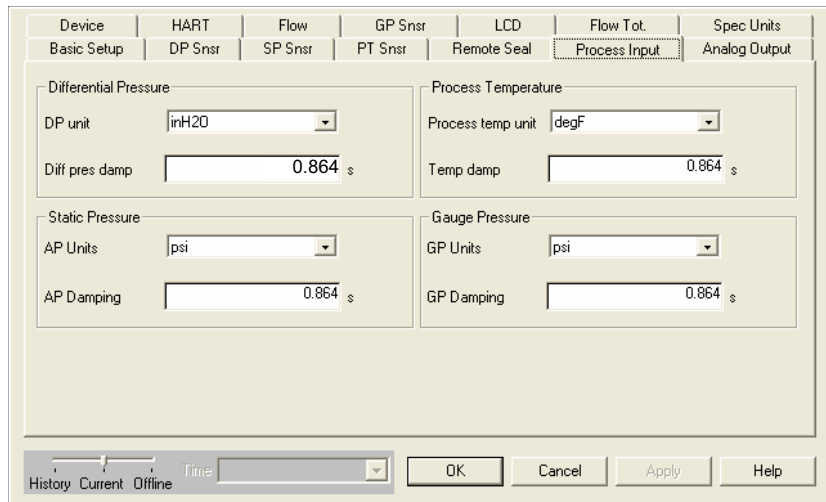 Device HART Flow GP Snsr LCD Flow Tot. Spec Units
Basic Setup DP Snsr SP Snsr PT Snsr Remote Seal Process Input Analog Output
Differential Pressure
DP unit inH2O
Diff pres damp 0.864 s
Process Temperature
Process temp unit degF
Temp damp 0.864 s
Static Pressure
AP Units psi
AP Damping 0.864 s
Gauge Pressure
GP Units psi
GP Damping 0.864 s
History Current Offline Time OK Cancel Apply Help